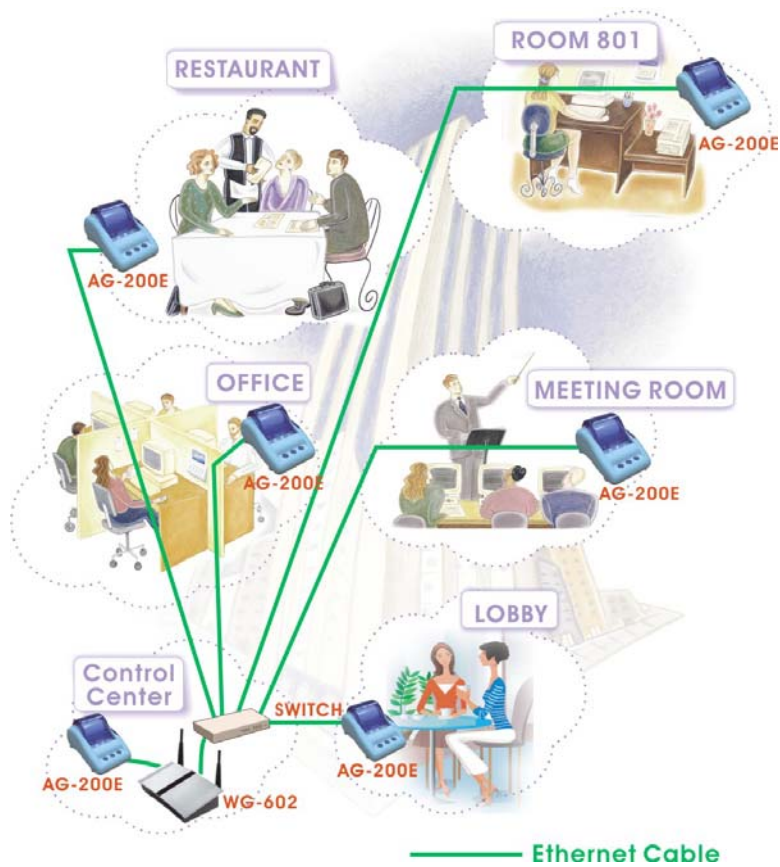 ROOM 801
RESTAURANT
AG-200E
AG-200E
OFFICE
MEETING ROOM
AG-200E
AG-200E
LOBBY
Control
Center
SWITCH
AG-200E
AG-200E
WG-602
Ethernet Cable